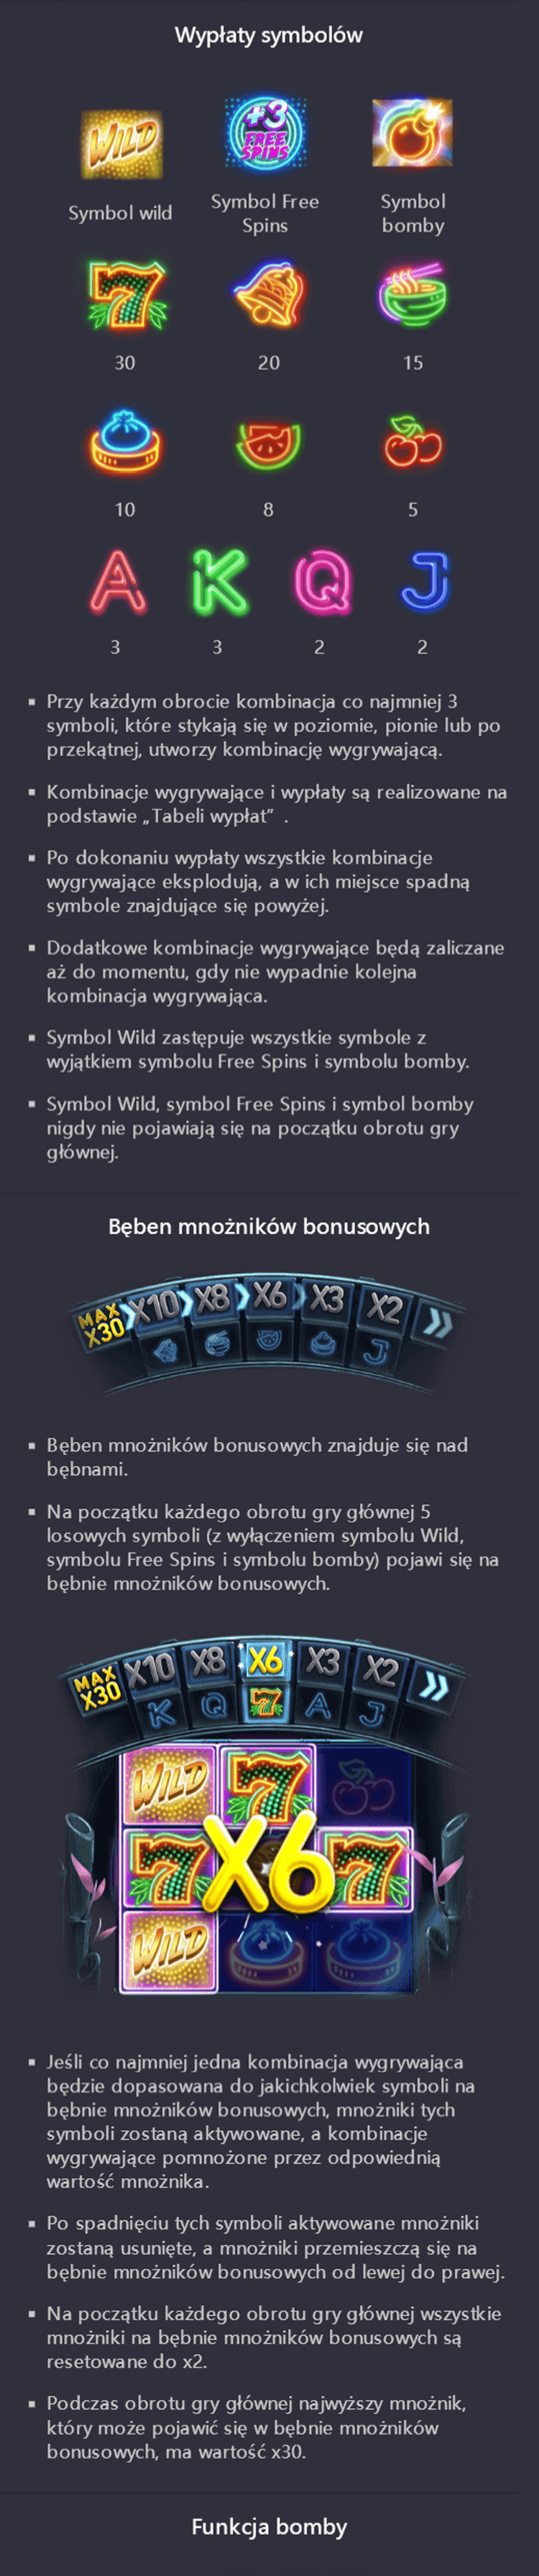 Wypłaty symbolów
WILD
+3
FREE
SPINS
Symbol wild
Symbol Free
Spins
Symbol
bomby
7
30
20
15
10
8
5
A K Q J
3
3
2
2
▪ Przy każdym obrocie kombinacja co najmniej 3
symboli, które stykają się w poziomie, pionie lub po
przekątnej, utworzy kombinację wygrywającą.
▪ Kombinacje wygrywające i wypłaty są realizowane na
podstawie „Tabeli wypłat” .
▪ Po dokonaniu wypłaty wszystkie kombinacje
wygrywające eksplodują, a w ich miejsce spadną
symbole znajdujące się powyżej.
▪ Dodatkowe kombinacje wygrywające będą zaliczane
aż do momentu, gdy nie wypadnie kolejna
kombinacja wygrywająca.
▪ Symbol Wild zastępuje wszystkie symbole z
wyjątkiem symbolu Free Spins i symbolu bomby.
▪ Symbol Wild, symbol Free Spins i symbol bomby
nigdy nie pojawiają się na początku obrotu gry
głównej.
Bęben mnożników bonusowych
MAX
X30
X10 X8 X6 X3 X2
J
▪ Bęben mnożników bonusowych znajduje się nad
bębnami.
▪ Na początku każdego obrotu gry głównej 5
losowych symboli (z wyłączeniem symbolu Wild,
symbolu Free Spins i symbolu bomby) pojawi się na
bębnie mnożników bonusowych.
MAX
X30
X10 X8 X6 X3 X2
K Q 7 A J
WILD 7
7 X6 7
WILD
▪ Jeśli co najmniej jedna kombinacja wygrywająca
będzie dopasowana do jakichkolwiek symboli na
bębnie mnożników bonusowych, mnożniki tych
symboli zostaną aktywowane, a kombinacje
wygrywające pomnożone przez odpowiednią
wartość mnożnika.
▪ Po spadnięciu tych symboli aktywowane mnożniki
zostaną usunięte, a mnożniki przemieszczą się na
bębnie mnożników bonusowych od lewej do prawej.
▪ Na początku każdego obrotu gry głównej wszystkie
mnożniki na bębnie mnożników bonusowych są
resetowane do x2.
▪ Podczas obrotu gry głównej najwyższy mnożnik,
który może pojawić się w bębnie mnożników
bonusowych, ma wartość x30.
Funkcja bomby